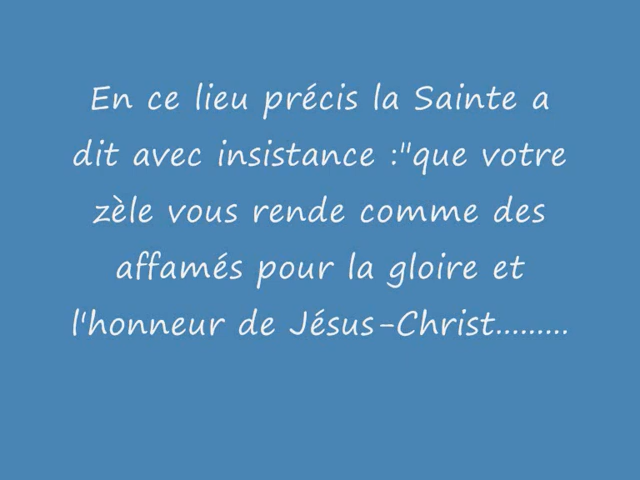 En ce lieu précis la Sainte a
dit avec insistance :"que votre
zèle vous rende comme des
affamés pour la gloire et
l'honneur de Jésus-Christ.........